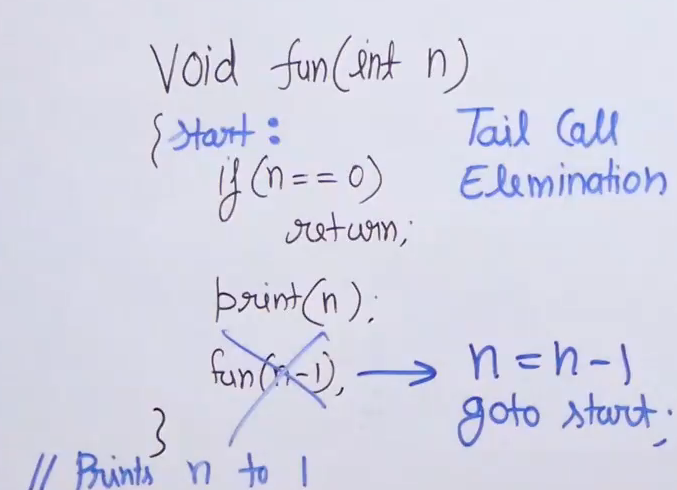 Void fun(int n)
{ start:
Tail Call
Elemination
if (n == 0)
return;
print(n);
fun(n-1),
→ n = n-1
goto start;
}
// Prints n to 1